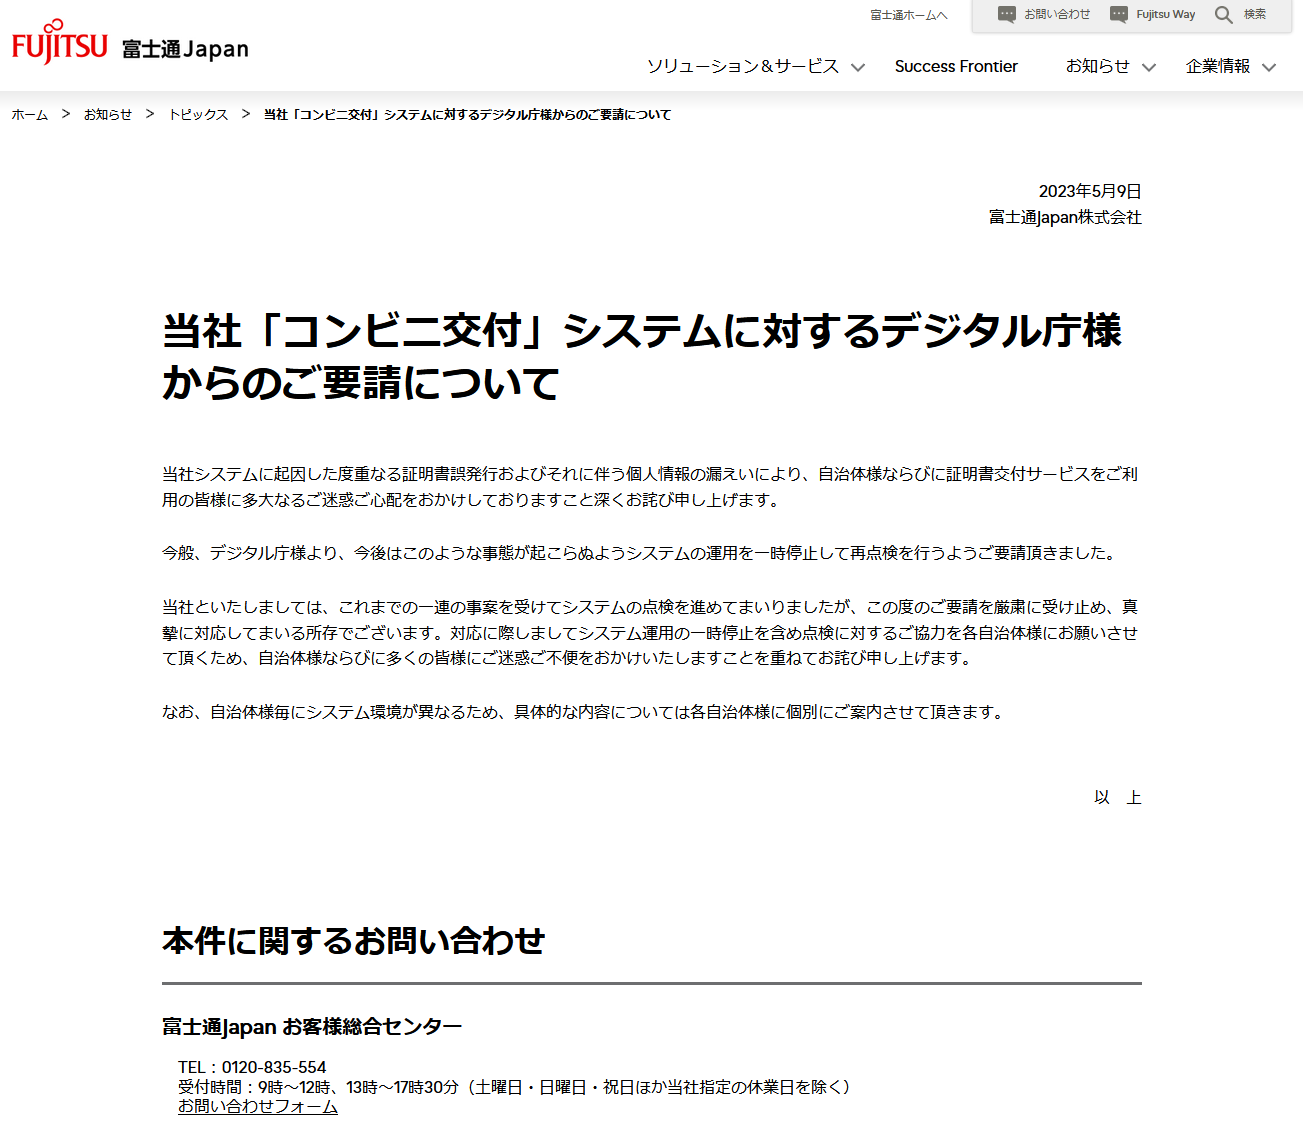 富士通ホームへ お問い合わせ Fujitsu Way 検索
FUJITSU 富士通Japan
ソリューション＆サービス Success Frontier お知らせ 企業情報
ホーム > お知らせ > トピックス > 当社「コンビニ交付」システムに対するデジタル庁様からのご要請について
2023年5月9日
富士通Japan株式会社
当社「コンビニ交付」システムに対するデジタル庁様
からのご要請について
当社システムに起因した度重なる証明書誤発行およびそれに伴う個人情報の漏えいにより、自治体様ならびに証明書交付サービスをご利
用の皆様に多大なるご迷惑ご心配をおかけしておりますこと深くお詫び申し上げます。
今般、デジタル庁様より、今後はこのような事態が起こらぬようシステムの運用を一時停止して再点検を行うようご要請頂きました。
当社といたしましては、これまでの一連の事案を受けてシステムの点検を進めてまいりましたが、この度のご要請を厳粛に受け止め、真
摯に対応してまいる所存でございます。対応に際しましてシステム運用の一時停止を含め点検に対するご協力を各自治体様にお願いさせ
て頂くため、自治体様ならびに多くの皆様にご迷惑ご不便をおかけいたしますことを重ねてお詫び申し上げます。
なお、自治体様毎にシステム環境が異なるため、具体的な内容については各自治体様に個別にご案内させて頂きます。
以　上
本件に関するお問い合わせ
富士通Japan お客様総合センター
TEL：0120-835-554
受付時間：9時～12時、13時～17時30分（土曜日・日曜日・祝日ほか当社指定の休業日を除く）
お問い合わせフォーム